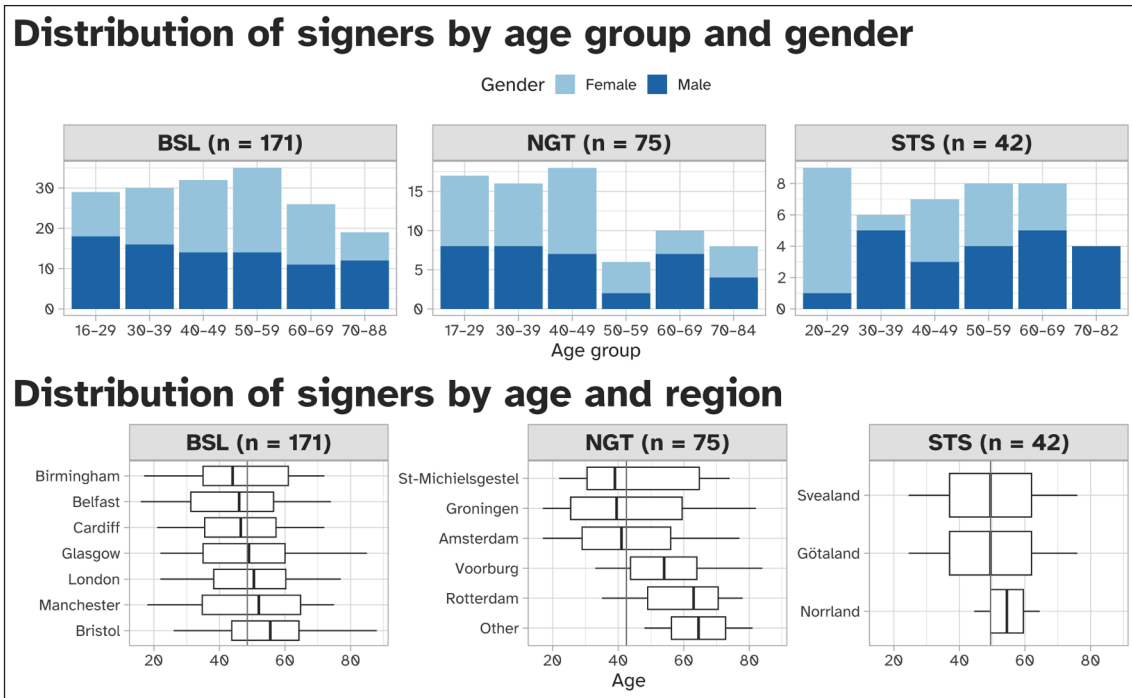 Distribution of signers by age group and gender
Gender Female Male
BSL (n = 171) NGT (n = 75) STS (n = 42)
30
20
10
0
15
10
5
0
8
6
4
2
0
16–29 30–39 40–49 50–59 60–69 70–88
17–29 30–39 40–49 50–59 60–69 70–84
20–29 30–39 40–49 50–59 60–69 70–82
Age group
Distribution of signers by age and region
BSL (n = 171) NGT (n = 75) STS (n = 42)
Birmingham
Belfast
Cardiff
Glasgow
London
Manchester
Bristol
St-Michielsgestel
Groningen
Amsterdam
Voorburg
Rotterdam
Other
Svealand
Götaland
Norrland
20 40 60 80
20 40 60 80
20 40 60 80
Age